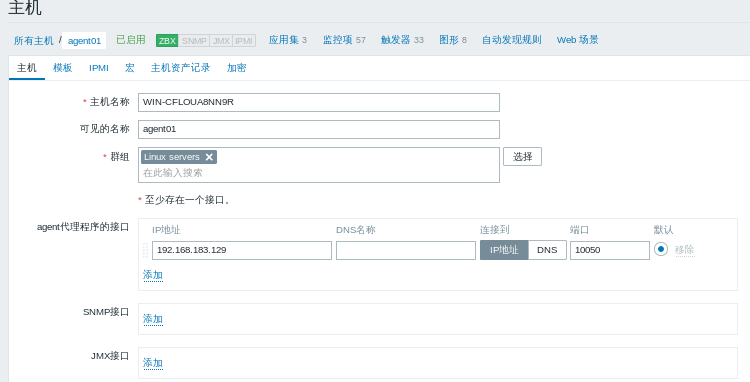 主机
所有主机 / agent01 已启用 ZBX SNMP JMX IPMI 应用集 3 监控项 57 触发器 33 图形 8 自动发现规则 Web 场景
主机 模板 IPMI 宏 主机资产记录 加密
* 主机名称 WIN-CFLOUA8NN9R
可见的名称 agent01
* 群组 Linux servers 选择
在此输入搜索
* 至少存在一个接口。
agent代理程序的接口 IP地址 DNS名称 连接到 端口 默认
192.168.183.129 IP地址 DNS 10050 移除
添加
SNMP接口 添加
JMX接口 添加